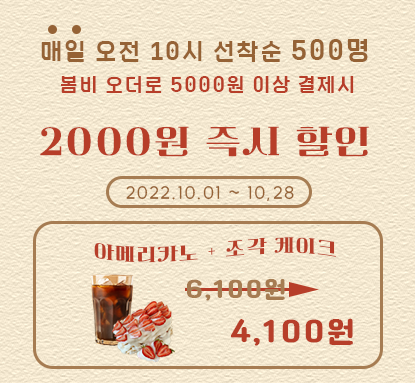 매일 오전 10시 선착순 500명
봄비 오더로 5000원 이상 결제시
2000원 즉시 할인
2022.10.01 ~ 10.28
아메리카노 + 조각 케이크
6,100원
4,100원